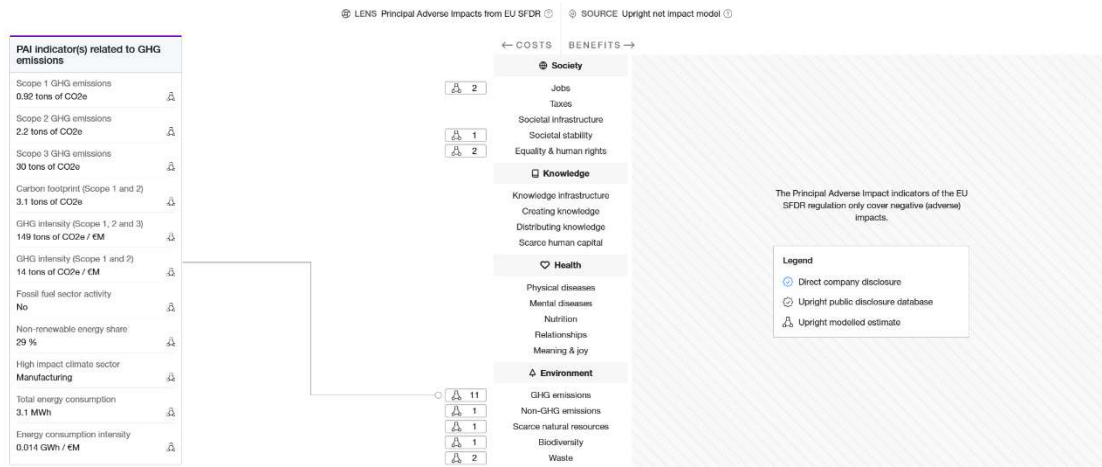 LENS Principal Adverse Impacts from EU SFDR ? SOURCE Upright net impact model ?
← COSTS BENEFITS →
PAI indicator(s) related to GHG
emissions
Scope 1 GHG emissions
0.92 tons of CO2e
Scope 2 GHG emissions
2.2 tons of CO2e
Scope 3 GHG emissions
30 tons of CO2e
Carbon footprint (Scope 1 and 2)
3.1 tons of CO2e
GHG intensity (Scope 1, 2 and 3)
149 tons of CO2e / €M
GHG intensity (Scope 1 and 2)
14 tons of CO2e / €M
Fossil fuel sector activity
No
Non-renewable energy share
29 %
High impact climate sector
Manufacturing
Total energy consumption
3.1 MWh
Energy consumption intensity
0.014 GWh / €M
Society
2 Jobs
Taxes
Societal infrastructure
1 Societal stability
2 Equality & human rights
Knowledge
Knowledge infrastructure
Creating knowledge
Distributing knowledge
Scarce human capital
Health
Physical diseases
Mental diseases
Nutrition
Relationships
Meaning & joy
Environment
11 GHG emissions
1 Non-GHG emissions
1 Scarce natural resources
1 Biodiversity
2 Waste
The Principal Adverse Impact indicators of the EU
SFDR regulation only cover negative (adverse)
impacts.
Legend
Direct company disclosure
Upright public disclosure database
Upright modelled estimate